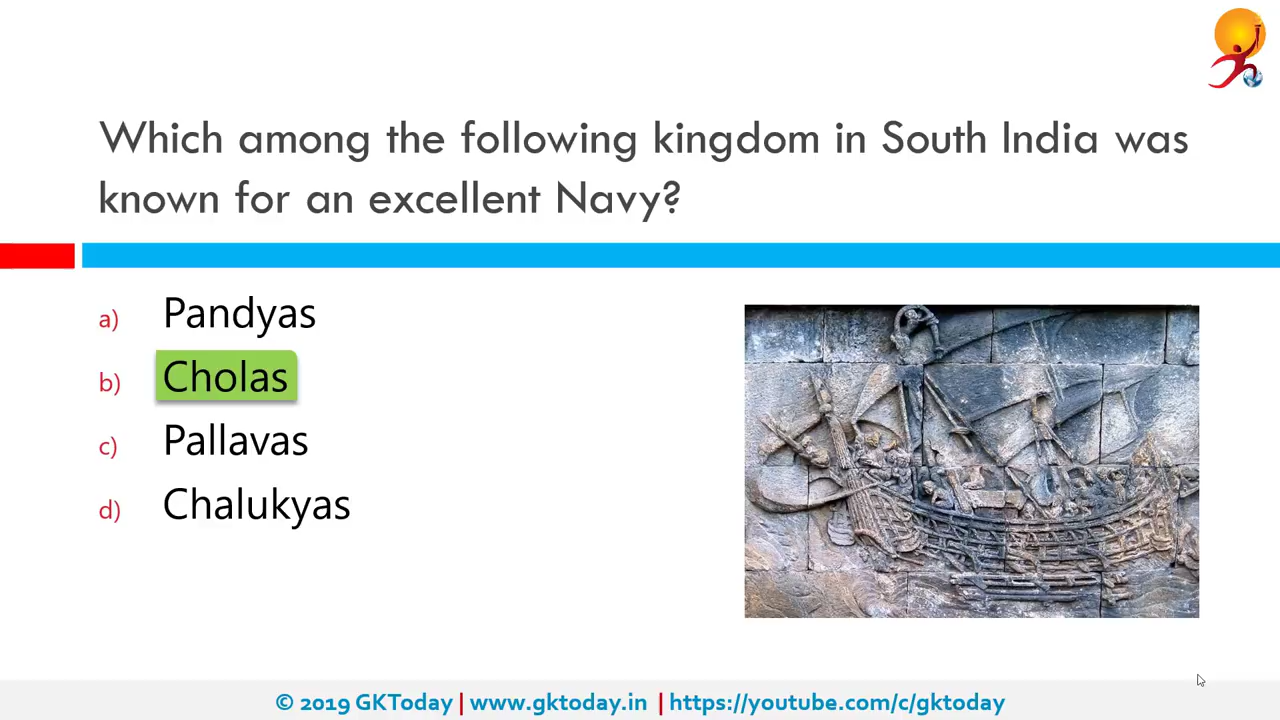 Which among the following kingdom in South India was
known for an excellent Navy?
a) Pandyas
b) Cholas
c) Pallavas
d) Chalukyas
© 2019 GKToday | www.gktoday.in | https://youtube.com/c/gktoday